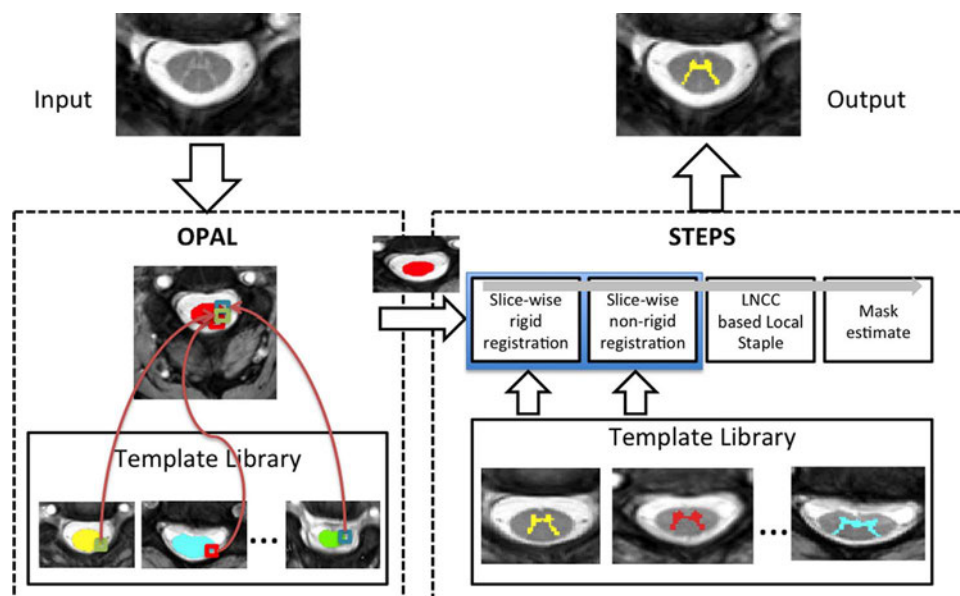 Input
Output
OPAL
STEPS
Slice-wise
rigid
registration
Slice-wise
non-rigid
registration
LNCC
based Local
Staple
Mask
estimate
Template Library
...
Template Library
...